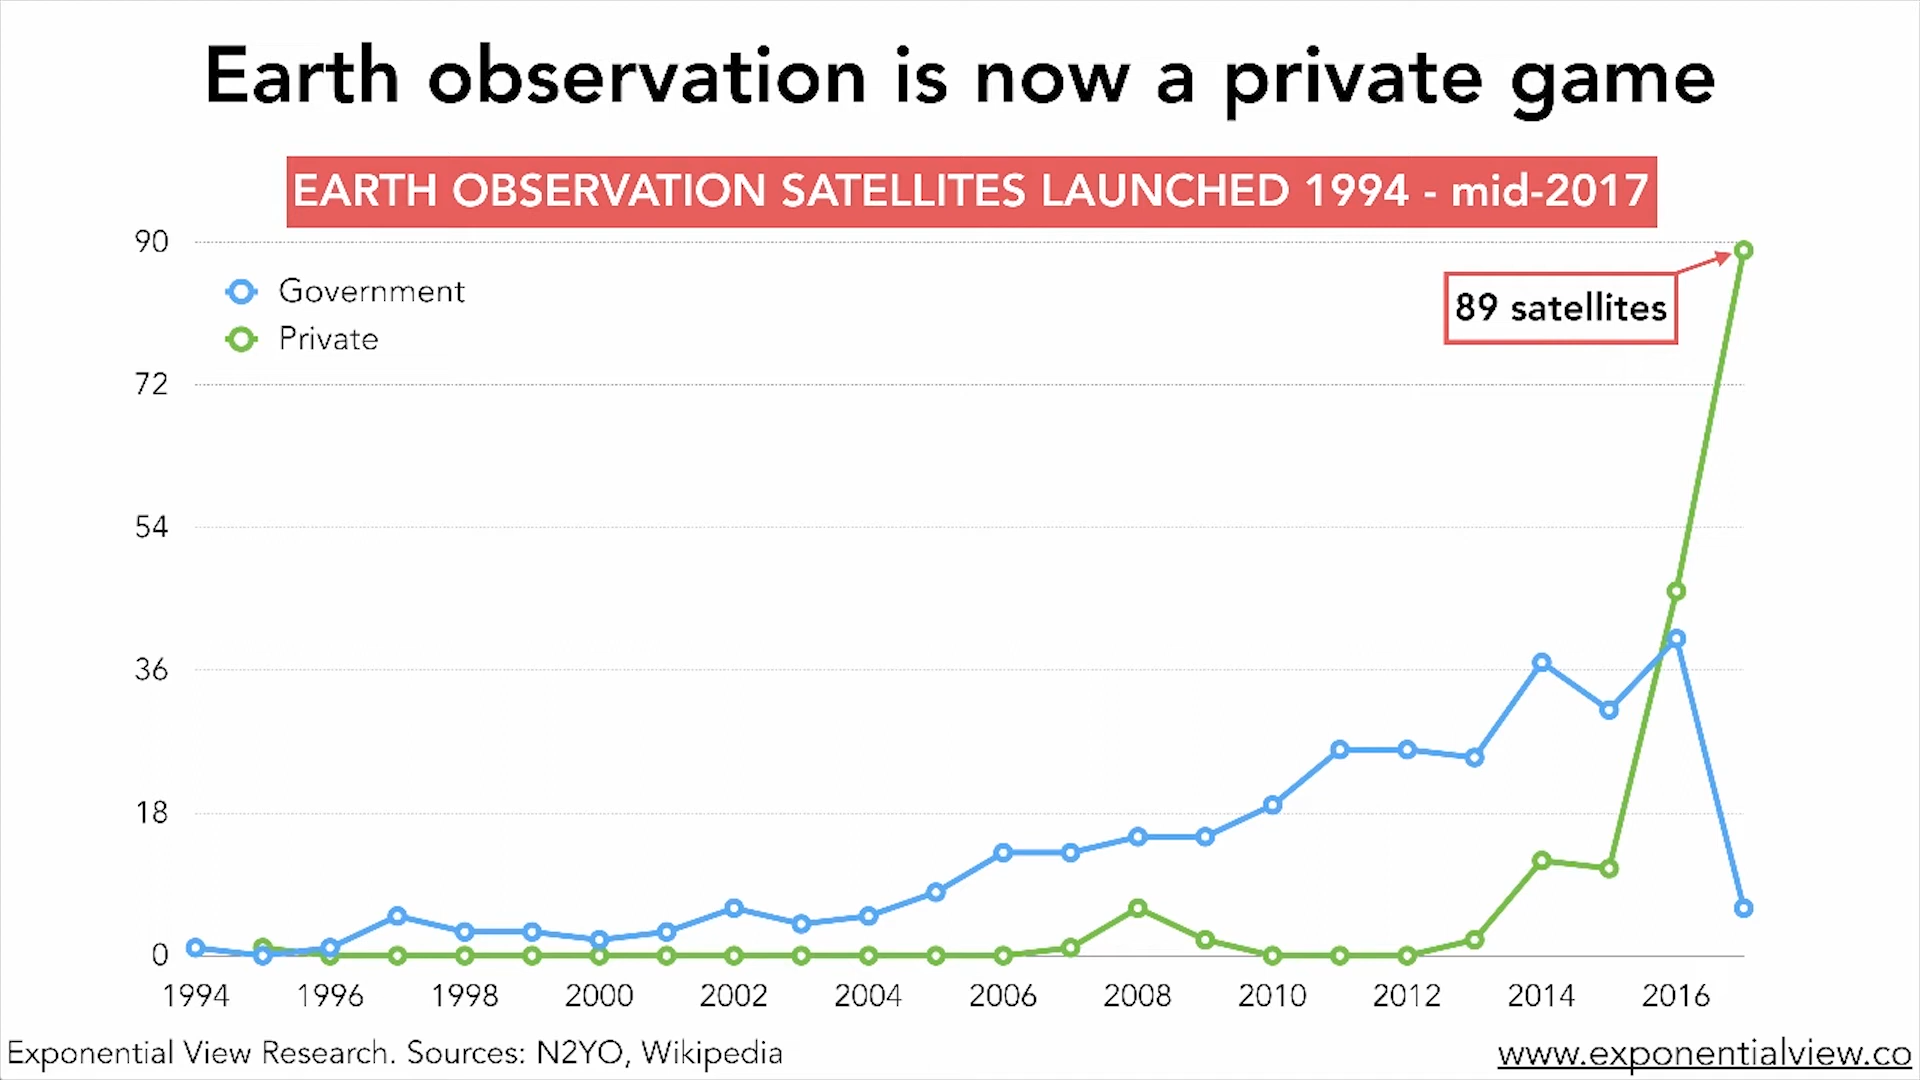 Earth observation is now a private game
EARTH OBSERVATION SATELLITES LAUNCHED 1994 - mid-2017
90
Government
Private
89 satellites
72
54
36
18
0
1994 1996 1998 2000 2002 2004 2006 2008 2010 2012 2014 2016
Exponential View Research. Sources: N2YO, Wikipedia
www.exponentialview.co